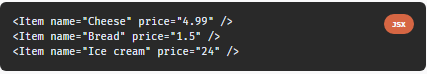 <Item name="Cheese" price="4.99" />
JSX
<Item name="Bread" price="1.5" />
<Item name="Ice cream" price="24" />